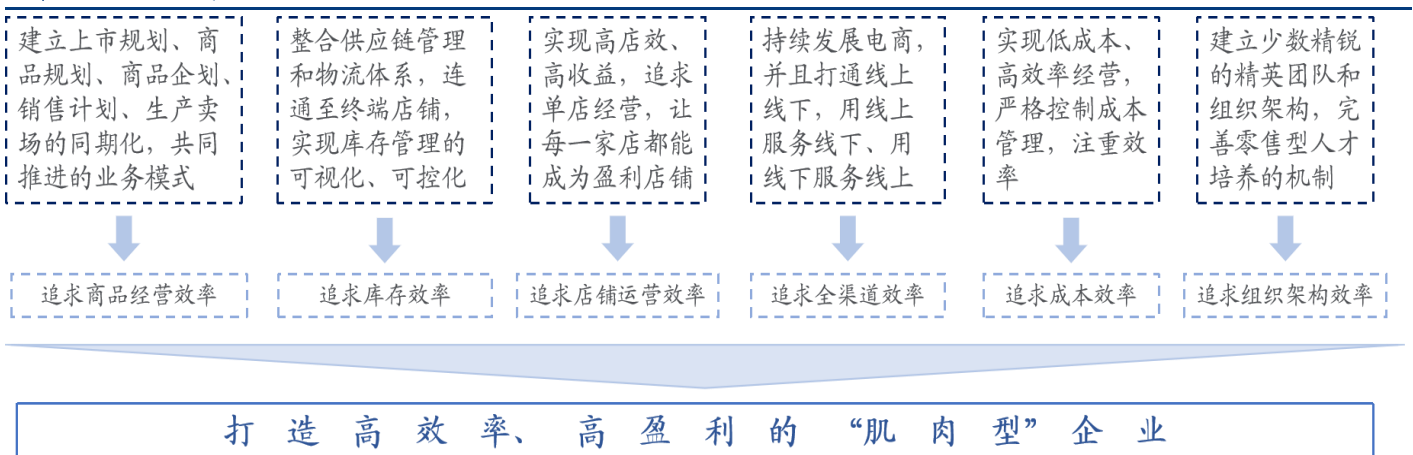 建立上市规划、商
品规划、商品企划、
销售计划、生产卖
场的同期化，共同
推进的业务模式
整合供应链管理
和物流体系，连
通至终端店铺，
实现库存管理的
可视化、可控化
实现高店效、
高收益，追求
单店经营，让
每一家店都能
成为盈利店铺
持续发展电商，
并且打通线上
线下，用线上
服务线下、用
线下服务线上
实现低成本、
高效率经营，
严格控制成本
管理，注重效
率
建立少数精锐
的精英团队和
组织架构，完
善零售型人才
培养的机制
追求商品经营效率
追求库存效率
追求店铺运营效率
追求全渠道效率
追求成本效率
追求组织架构效率
打造高效率、高盈利的“肌肉型”企业